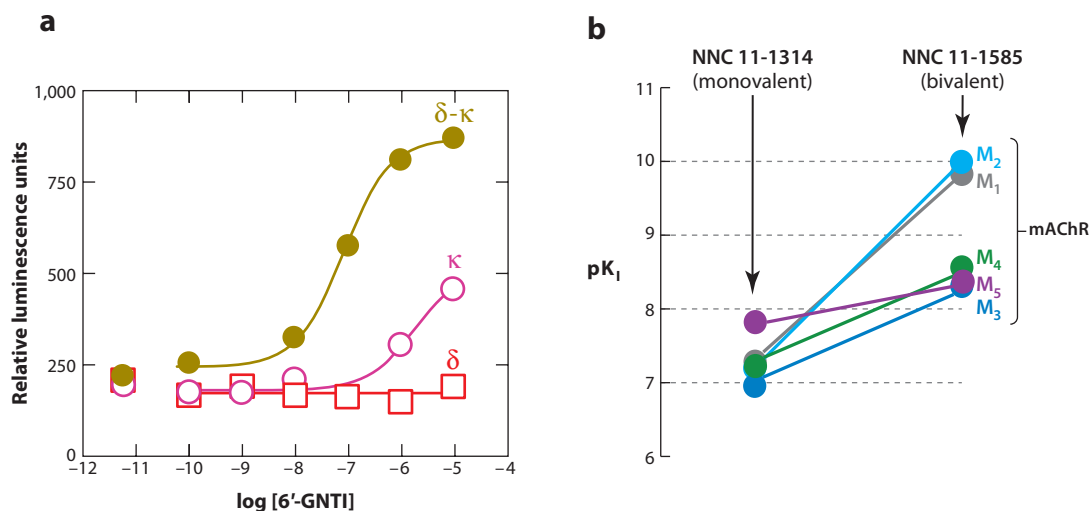 a
1,000
750
500
250
0
Relative luminescence units
δ-κ
κ
δ
–12 –11 –10 –9 –8 –7 –6 –5 –4
log [6′-GNTI]
b
NNC 11-1314
(monovalent)
NNC 11-1585
(bivalent)
11
10
9
8
7
6
pKI
M2
M1
M4
M5
M3
mAChR